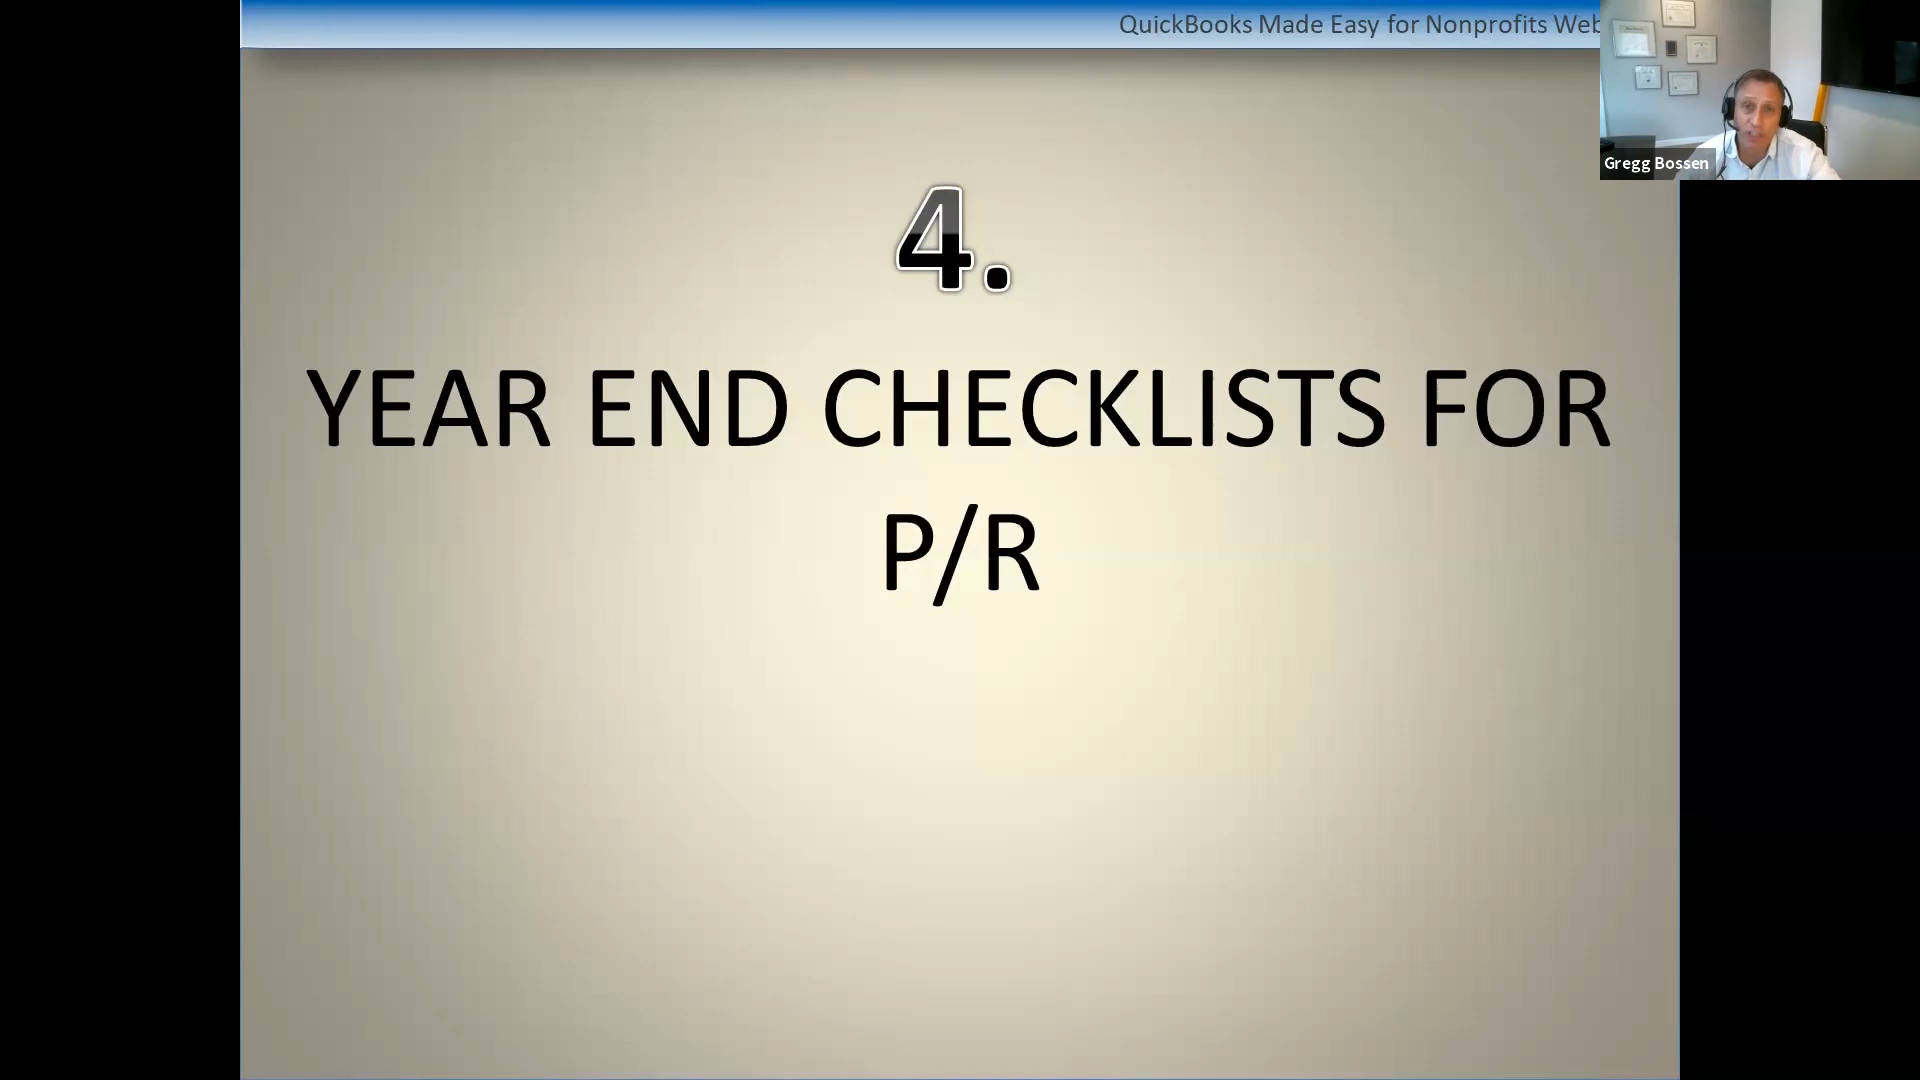 QuickBooks Made Easy for Nonprofits Web
Gregg Bossen
4.
YEAR END CHECKLISTS FOR
P/R